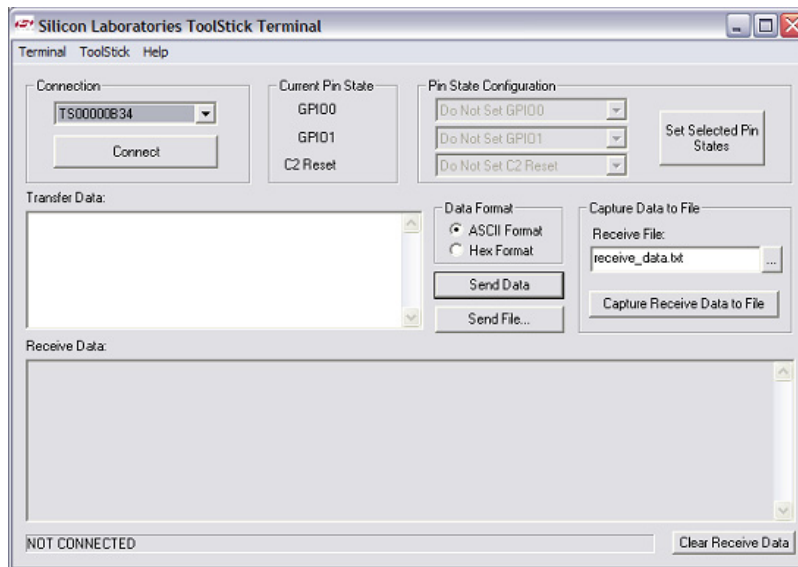 Silicon Laboratories ToolStick Terminal
Terminal ToolStick Help
Connection
TS00000B34
Connect
Current Pin State
GPIO0
GPIO1
C2 Reset
Pin State Configuration
Do Not Set GPIO0
Do Not Set GPIO1
Do Not Set C2 Reset
Set Selected Pin
States
Transfer Data:
Data Format
ASCII Format
Hex Format
Send Data
Send File...
Capture Data to File
Receive File:
receive_data.txt
...
Capture Receive Data to File
Receive Data:
NOT CONNECTED
Clear Receive Data